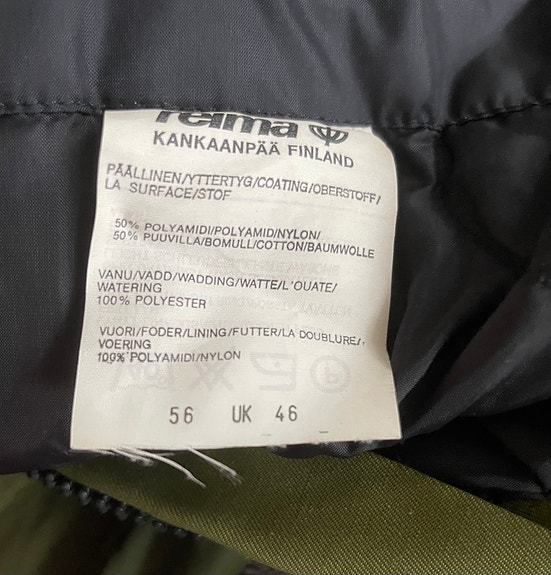 reima
KANKAANPÄÄ FINLAND
PÄÄLLINEN/YTTERTYG/COATING/OBERSTOFF/
LA SURFACE/STOF
50% POLYAMIDI/POLYAMID/NYLON/
50% PUUVILLA/BOMULL/COTTON/BAUMWOLLE
VANU/VADD/WADDING/WATTE/L'OUATE/
WATERING
100% POLYESTER
VUORI/FODER/LINING/FUTTER/LA DOUBLURE/
VOERING
100% POLYAMIDI/NYLON
56 UK 46